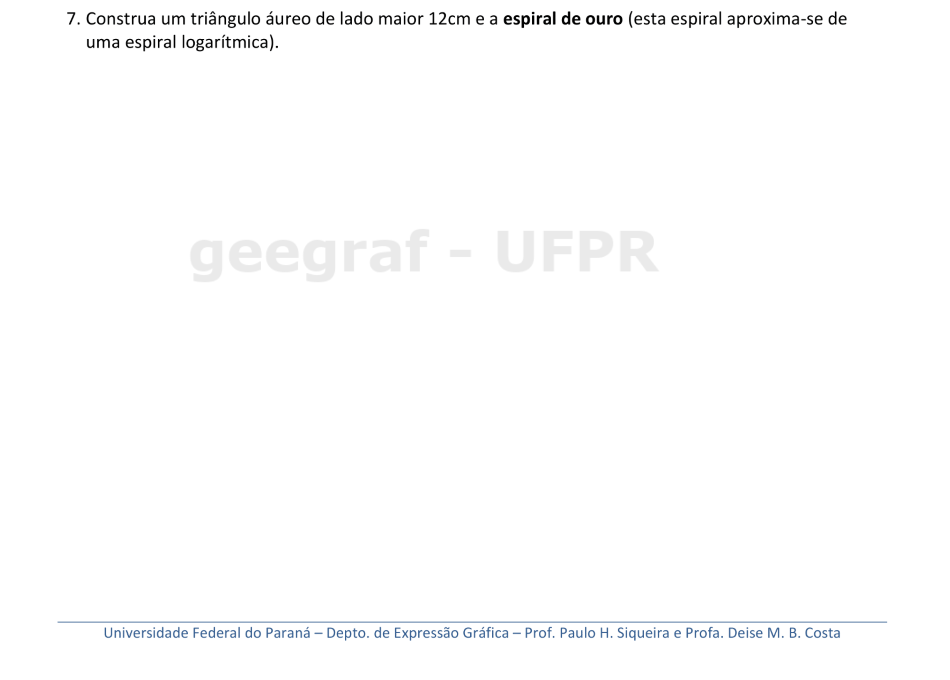 7. Construa um triângulo áureo de lado maior 12cm e a espiral de ouro (esta espiral aproxima-se de
uma espiral logarítmica).
geegraf - UFPR
Universidade Federal do Paraná – Depto. de Expressão Gráfica – Prof. Paulo H. Siqueira e Profa. Deise M. B. Costa